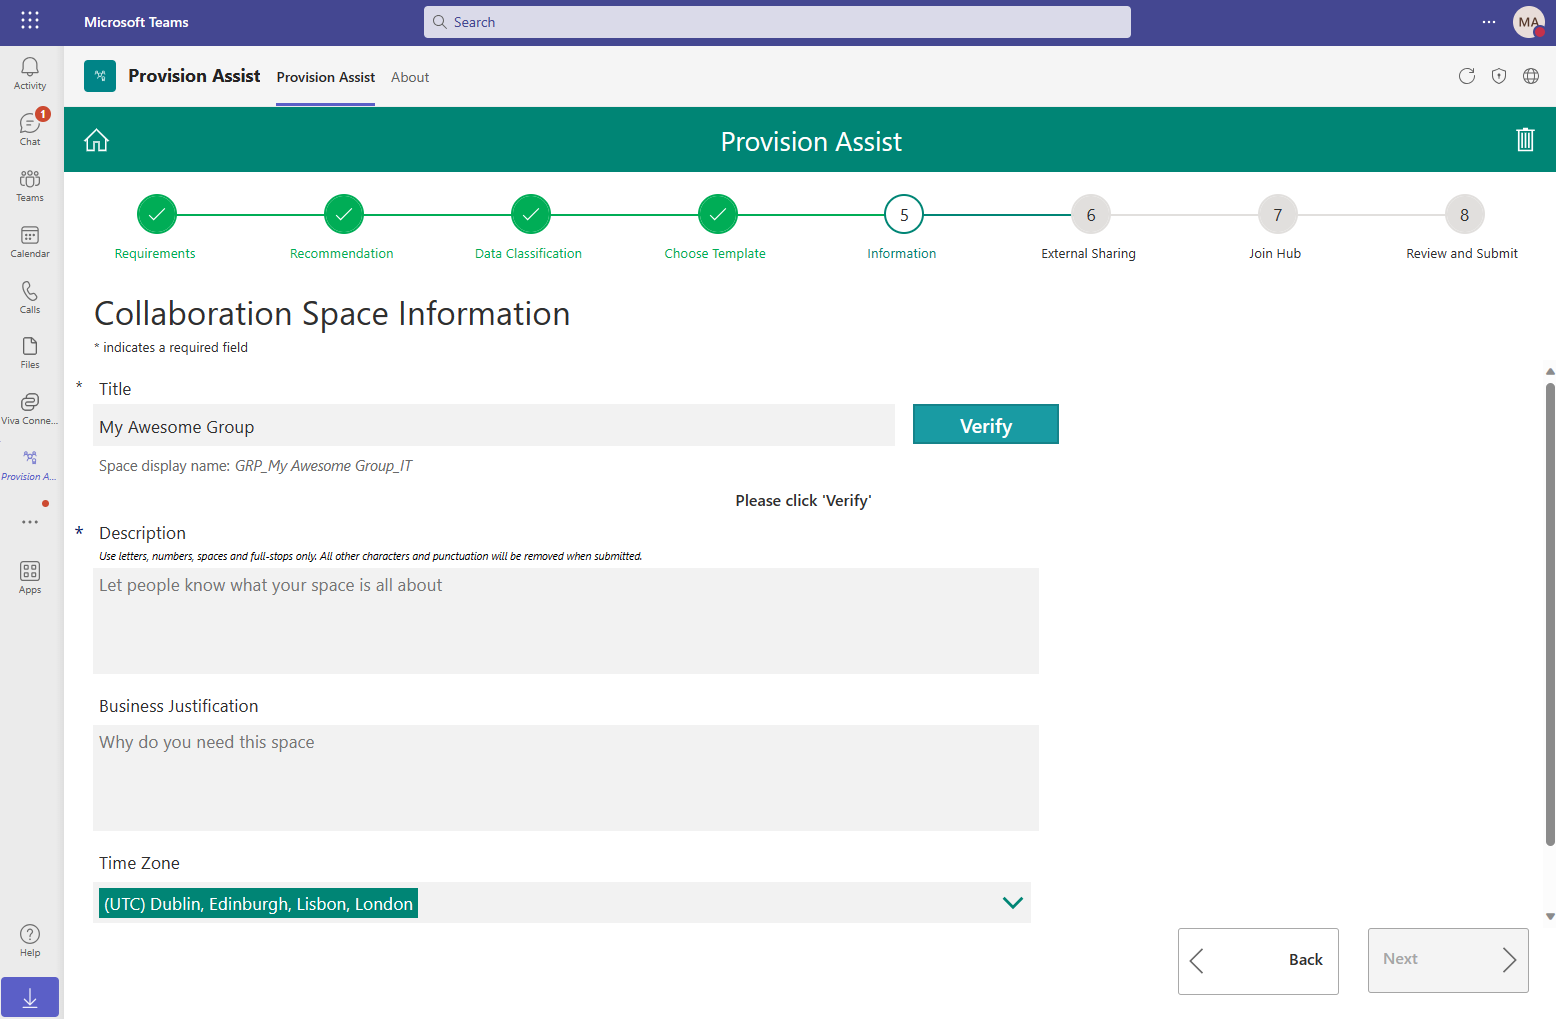 Microsoft Teams
Search
MA
Activity
1
Chat
Teams
Calendar
Calls
Files
Viva Conne...
Provision A...
Apps
Help
Provision Assist
Provision Assist
About
Provision Assist
5
6
7
8
Requirements
Recommendation
Data Classification
Choose Template
Information
External Sharing
Join Hub
Review and Submit
Collaboration Space Information
* indicates a required field
* Title
My Awesome Group
Verify
Space display name: GRP_My Awesome Group_IT
Please click 'Verify'
* Description
Use letters, numbers, spaces and full-stops only. All other characters and punctuation will be removed when submitted.
Let people know what your space is all about
Business Justification
Why do you need this space
Time Zone
(UTC) Dublin, Edinburgh, Lisbon, London
Back
Next